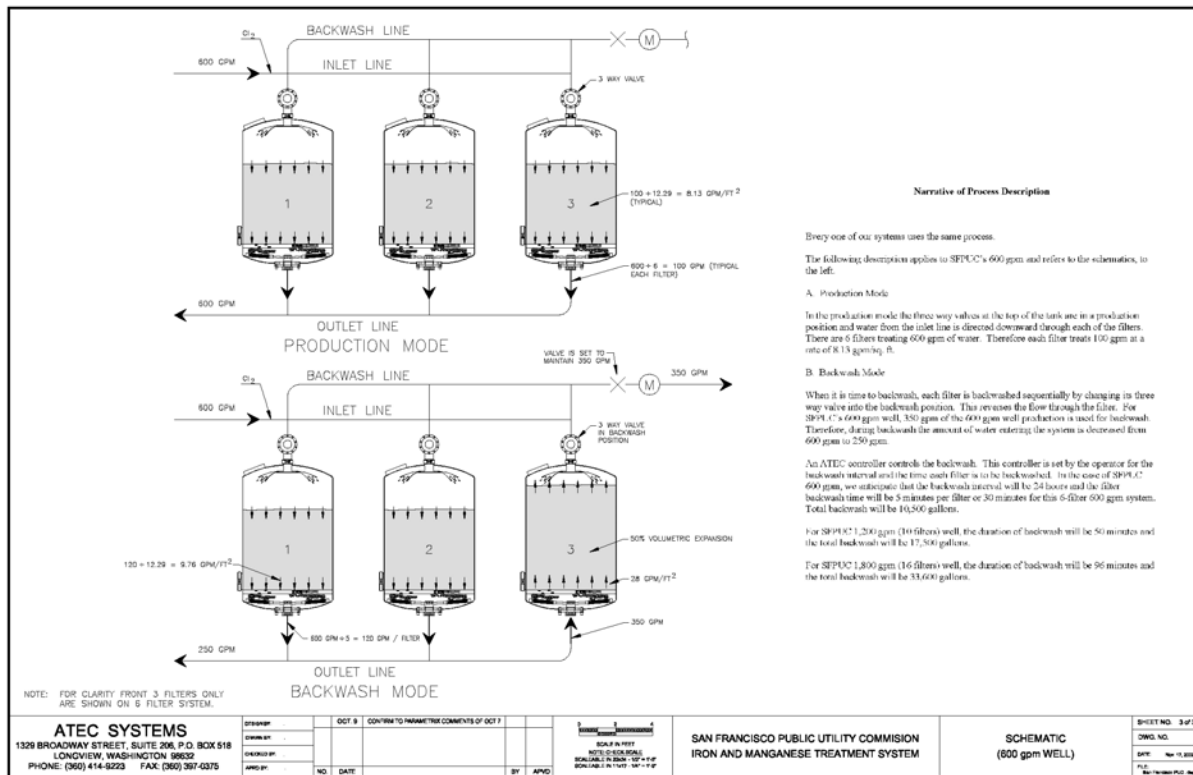 BACKWASH LINE
Cl2
600 GPM
INLET LINE
M
3 WAY VALVE
1
2
3
100÷12.29 = 8.13 GPM/FT2
(TYPICAL)
600÷6 = 100 GPM (TYPICAL
EACH FILTER)
600 GPM
OUTLET LINE
PRODUCTION MODE
VALVE IS SET TO
MAINTAIN 350 GPM
BACKWASH LINE
M
350 GPM
Cl2
600 GPM
INLET LINE
3 WAY VALVE
IN BACKWASH
POSITION
1
2
3
50% VOLUMETRIC EXPANSION
120÷12.29 = 9.76 GPM/FT2
28 GPM/FT2
600 GPM÷5 = 120 GPM / FILTER
350 GPM
250 GPM
OUTLET LINE
BACKWASH MODE
NOTE: FOR CLARITY FRONT 3 FILTERS ONLY
ARE SHOWN ON 6 FILTER SYSTEM.
Narrative of Process Description
Every one of our systems uses the same process.
The following description applies to SFPUC's 600 gpm and refers to the schematics, to
the left.
A. Production Mode
In the production mode the three way valves at the top of the tank are in a production
position and water from the inlet line is directed downward through each of the filters.
There are 6 filters treating 600 gpm of water. Therefore each filter treats 100 gpm at a
rate of 8.13 gpm/sq. ft.
B. Backwash Mode
When it is time to backwash, each filter is backwashed sequentially by changing its three
way valve into the backwash position. This reverses the flow through the filter. For
SFPUC's 600 gpm well, 350 gpm of the 600 gpm well production is used for backwash.
Therefore, during backwash the amount of water entering the system is decreased from
600 gpm to 250 gpm.
An ATEC controller controls the backwash. This controller is set by the operator for the
backwash interval and the time each filter is to be backwashed. In the case of SFPUC
600 gpm, we anticipate that the backwash interval will be 24 hours and the filter
backwash time will be 5 minutes per filter or 30 minutes for this 6-filter 600 gpm system.
Total backwash will be 10,500 gallons.
For SFPUC 1,200 gpm (10 filters) well, the duration of backwash will be 50 minutes and
the total backwash will be 17,500 gallons.
For SFPUC 1,800 gpm (16 filters) well, the duration of backwash will be 96 minutes and
the total backwash will be 33,600 gallons.
ATEC SYSTEMS
1329 BROADWAY STREET, SUITE 206, P.O. BOX 518
LONGVIEW, WASHINGTON 98632
PHONE: (360) 414-9223 FAX: (360) 397-0375
DESIGN BY:
DRAWN BY:
CHECKED BY:
APPD BY:
OCT. 9 CONFIRM TO PARAMETRIX COMMENTS OF OCT 7
NO. DATE BY APVD
0 2 4
SCALE IN FEET
NOTE: CHECK SCALE
SAN FRANCISCO PUBLIC UTILITY COMMISION
IRON AND MANGANESE TREATMENT SYSTEM
SCHEMATIC
(600 gpm WELL)
SHEET NO. 3 of
DWG. NO.
DATE: Nov
FILE: